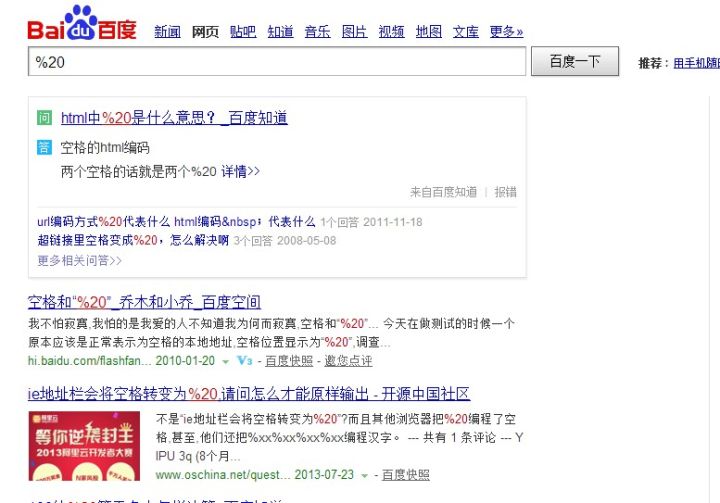 Bai du 百度
新闻 网页 贴吧 知道 音乐 图片 视频 地图 文库 更多»
%20 百度一下 推荐：用手机随
问 html中%20是什么意思？_百度知道
答 空格的html编码
两个空格的话就是两个%20 详情>>
来自百度知道 | 报错
url编码方式%20代表什么 html编码&nbsp；代表什么 1个回答 2011-11-18
超链接里空格变成%20，怎么解决啊 3个回答 2008-05-08
更多相关问答>>
空格和“%20”_乔木和小乔_百度空间
我不怕寂寞,我怕的是我爱的人不知道我为何而寂寞,空格和“%20”... 今天在做测试的时候一个
原本应该是正常表示为空格的本地地址,空格位置显示为“%20”,调查...
hi.baidu.com/flashfan... 2010-01-20 V3 - 百度快照 - 邀您点评
ie地址栏会将空格转变为%20,请问怎么才能原样输出 - 开源中国社区
阿里云
等你逆袭封王
2013阿里云开发者大赛
不是“ie地址栏会将空格转变为%20”?而且其他浏览器把%20编程了空
格,甚至,他们还把%xx%xx%xx%xx编程汉字。 --- 共有 1 条评论 --- Y
IPU 3q (8个月...
www.oschina.net/quest... 2013-07-23 - 百度快照